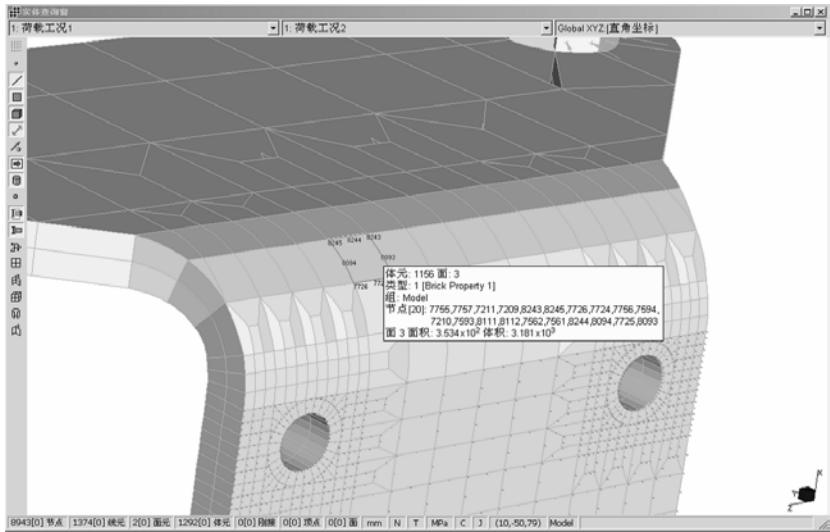 实体查询窗
1: 荷载工况1
1: 荷载工况2
Global XYZ:[直角坐标]
8245 8244 8243
8094 8093
7726
体元: 1156 面: 3
类型: 1 [Brick Property 1]
组: Model
节点[20]: 7755,7757,7211,7209,8243,8245,7726,7724,7756,7594,
7210,7593,8111,8112,7562,7561,8244,8094,7725,8093
面 3 面积: 3.534x10² 体积: 3.181x10³
X
Y
Z
8943[0] 节点 1374[0] 线元 2[0] 面元 1292[0] 体元 0[0] 刚接 0[0] 顶点 0[0] 面 mm N T MPa C J (10,-50,79) Model